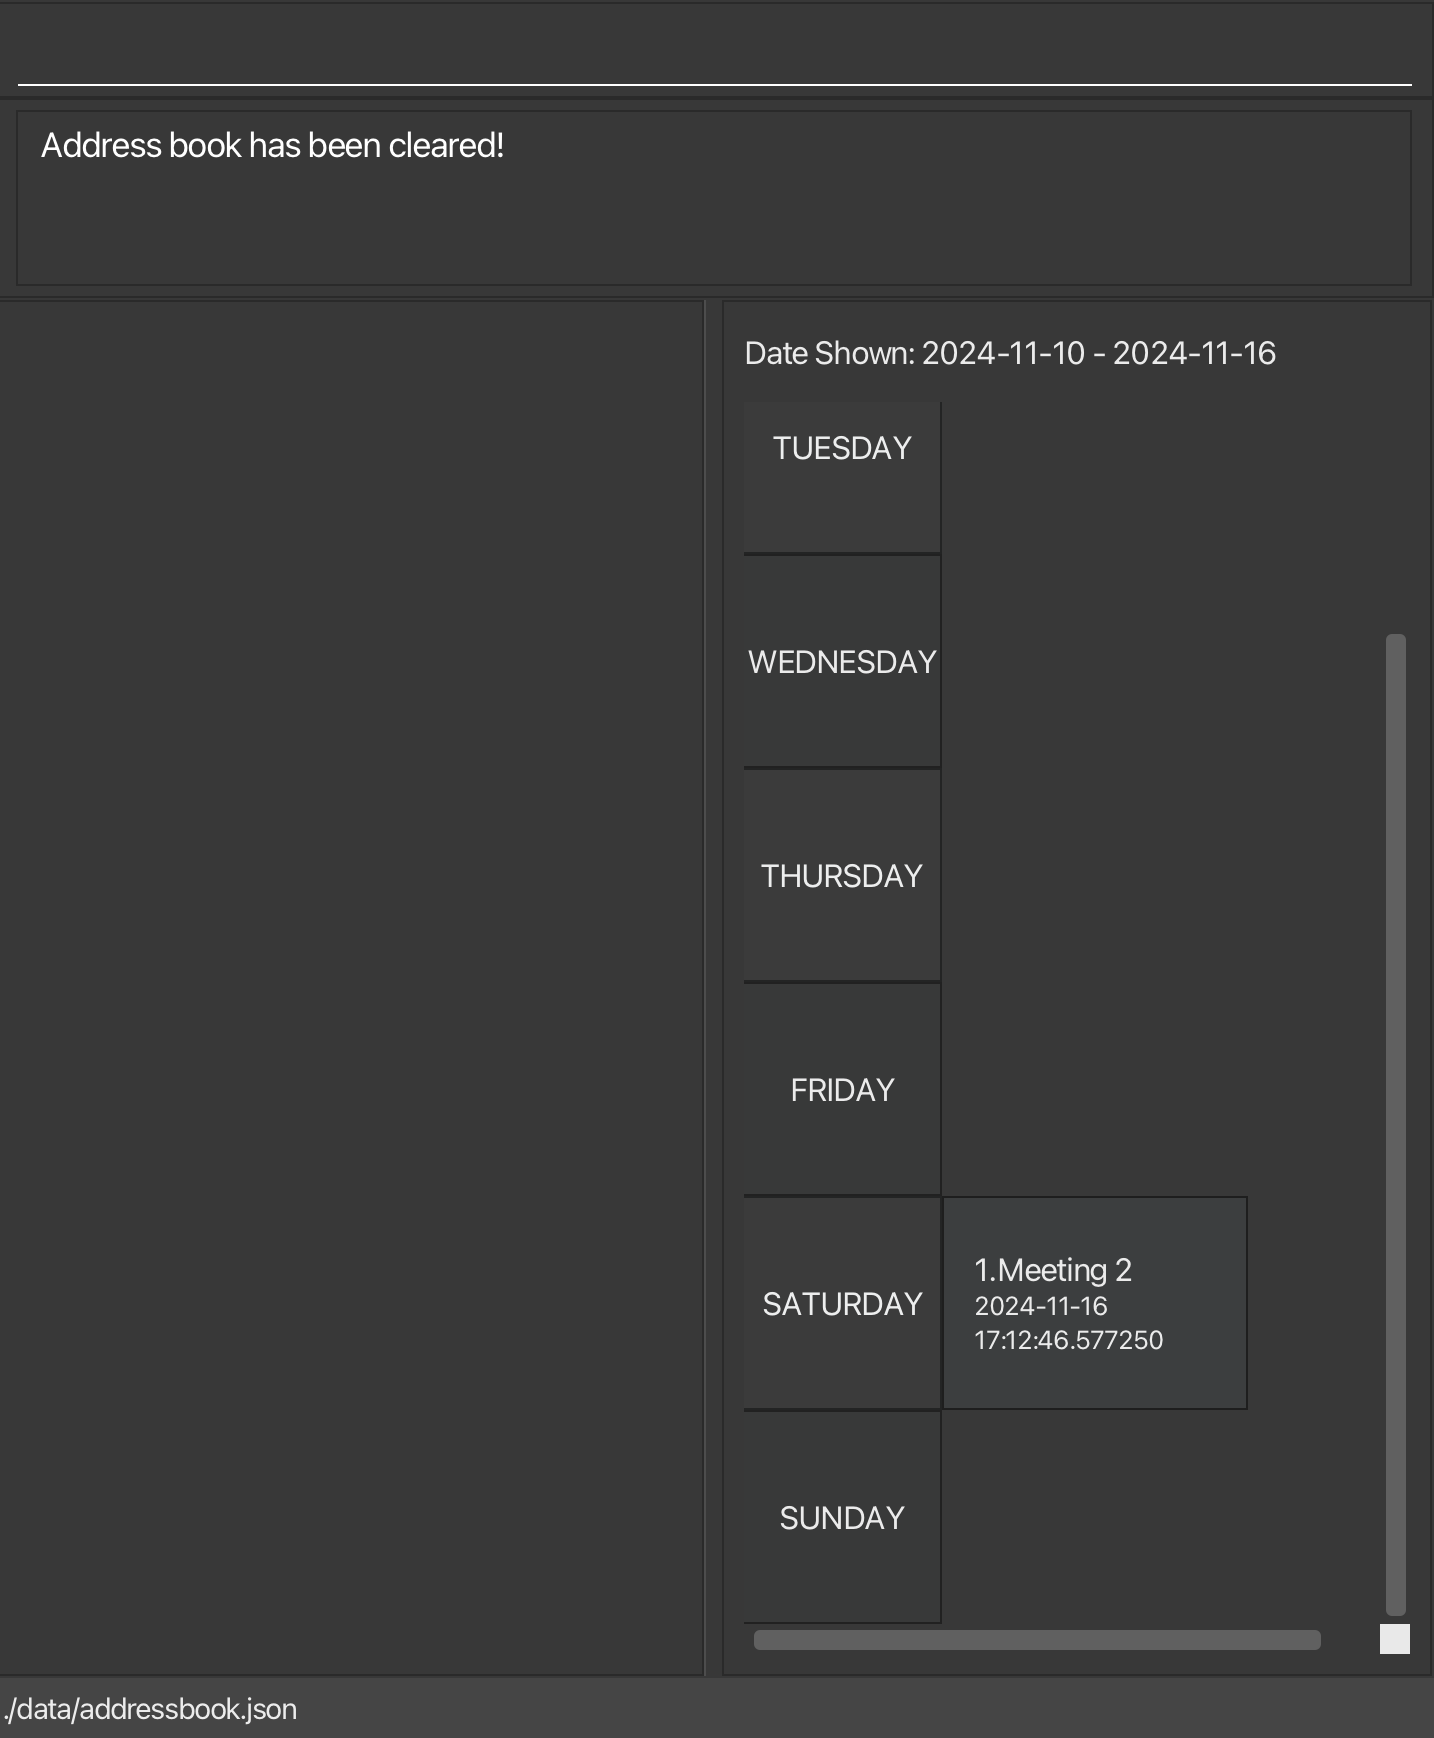 Address book has been cleared!
Date Shown: 2024-11-10 - 2024-11-16
TUESDAY
WEDNESDAY
THURSDAY
FRIDAY
SATURDAY
1.Meeting 2
2024-11-16
17:12:46.577250
SUNDAY
./data/addressbook.json